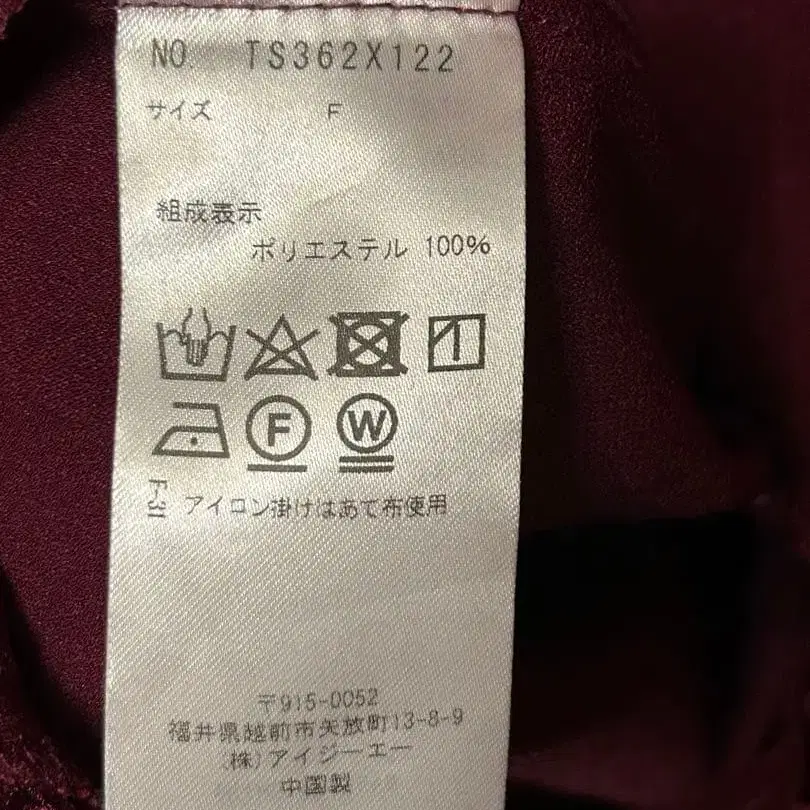 NO TS362X122
サイズ F
組成表示
ポリエステル 100%
F W
F-31 アイロン掛けはあて布使用
〒915-0052
福井県越前市矢放町13-8-9
(株)アイジーエー
中国製